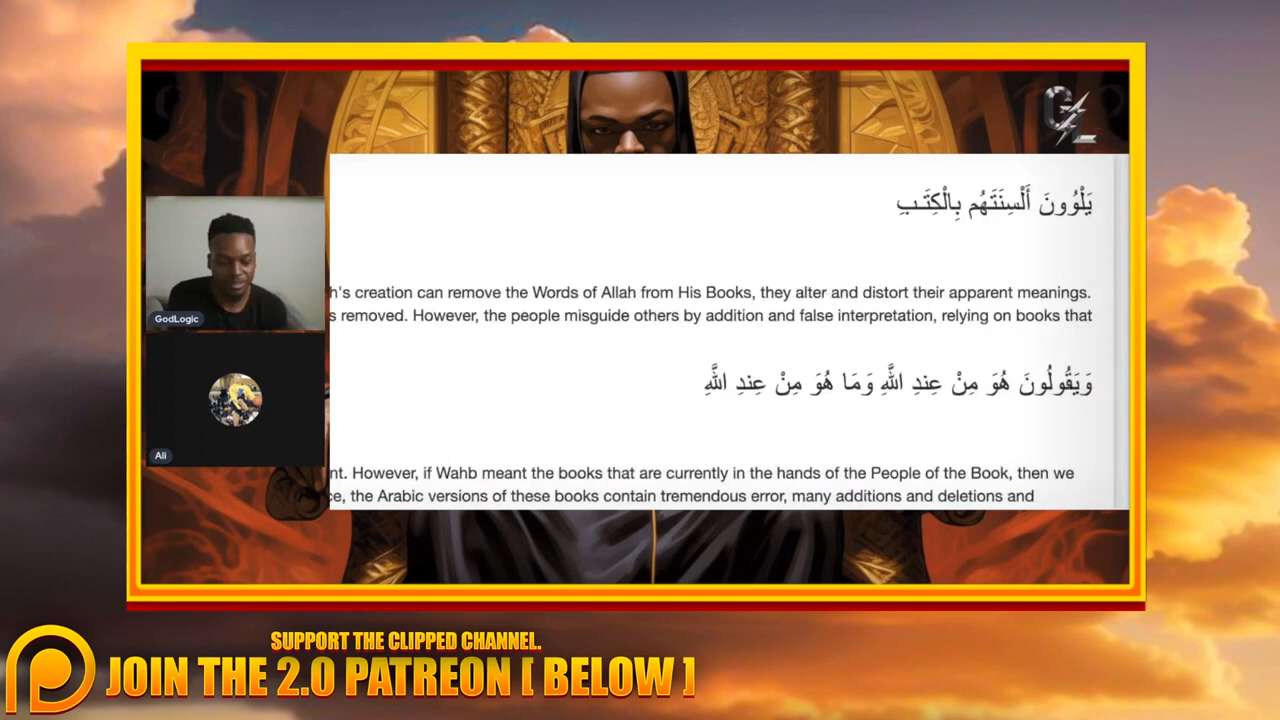 يَلْوُونَ أَلْسِنَتَهُم بِالْكِتَـبِ
h's creation can remove the Words of Allah from His Books, they alter and distort their apparent meanings.
s removed. However, the people misguide others by addition and false interpretation, relying on books that
وَيَقُولُونَ هُوَ مِنْ عِندِ اللَّهِ وَمَا هُوَ مِنْ عِندِ اللَّهِ
nt. However, if Wahb meant the books that are currently in the hands of the People of the Book, then we
ce, the Arabic versions of these books contain tremendous error, many additions and deletions and
GodLogic
Ali
SUPPORT THE CLIPPED CHANNEL.
JOIN THE 2.0 PATREON [ BELOW ]